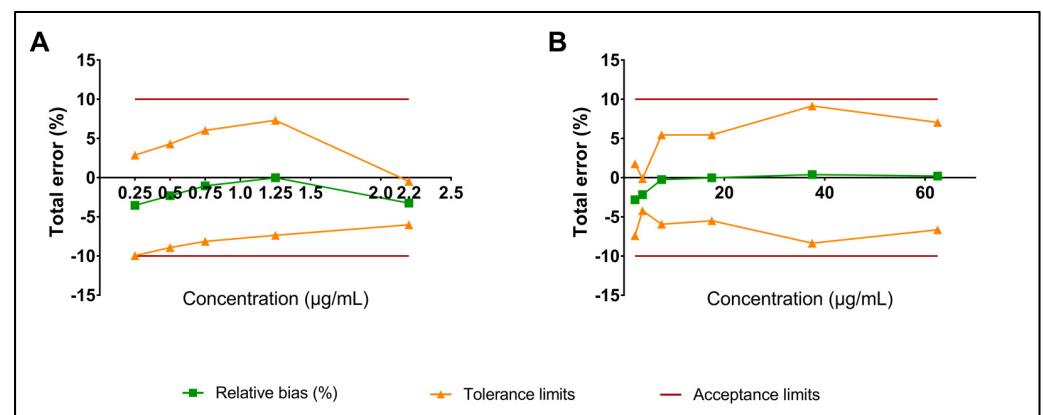 A
15
10
5
0
-5
-10
-15
Total error (%)
0.25 0.5 0.75 1.0 1.25 1.5 2.0 2.2 2.5
Concentration (µg/mL)
B
15
10
5
0
-5
-10
-15
Total error (%)
20 40 60
Concentration (µg/mL)
Relative bias (%) Tolerance limits Acceptance limits